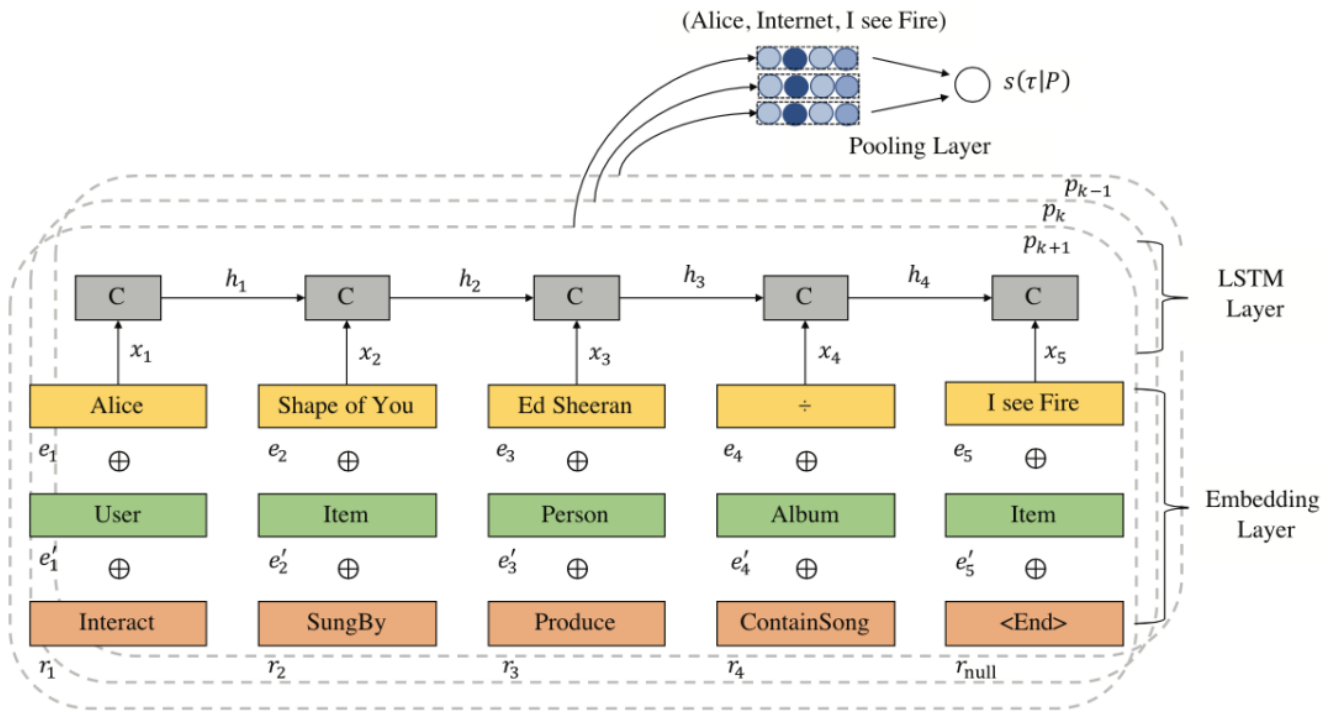 (Alice, Internet, I see Fire)
s(τ|P)
Pooling Layer
p_{k−1}
p_k
p_{k+1}
C h_1 C h_2 C h_3 C h_4 C
LSTM
Layer
x_1 x_2 x_3 x_4 x_5
Alice Shape of You Ed Sheeran ÷ I see Fire
e_1 ⊕ e_2 ⊕ e_3 ⊕ e_4 ⊕ e_5 ⊕
User Item Person Album Item
Embedding
Layer
e′_1 ⊕ e′_2 ⊕ e′_3 ⊕ e′_4 ⊕ e′_5 ⊕
Interact SungBy Produce ContainSong <End>
r_1 r_2 r_3 r_4 r_null